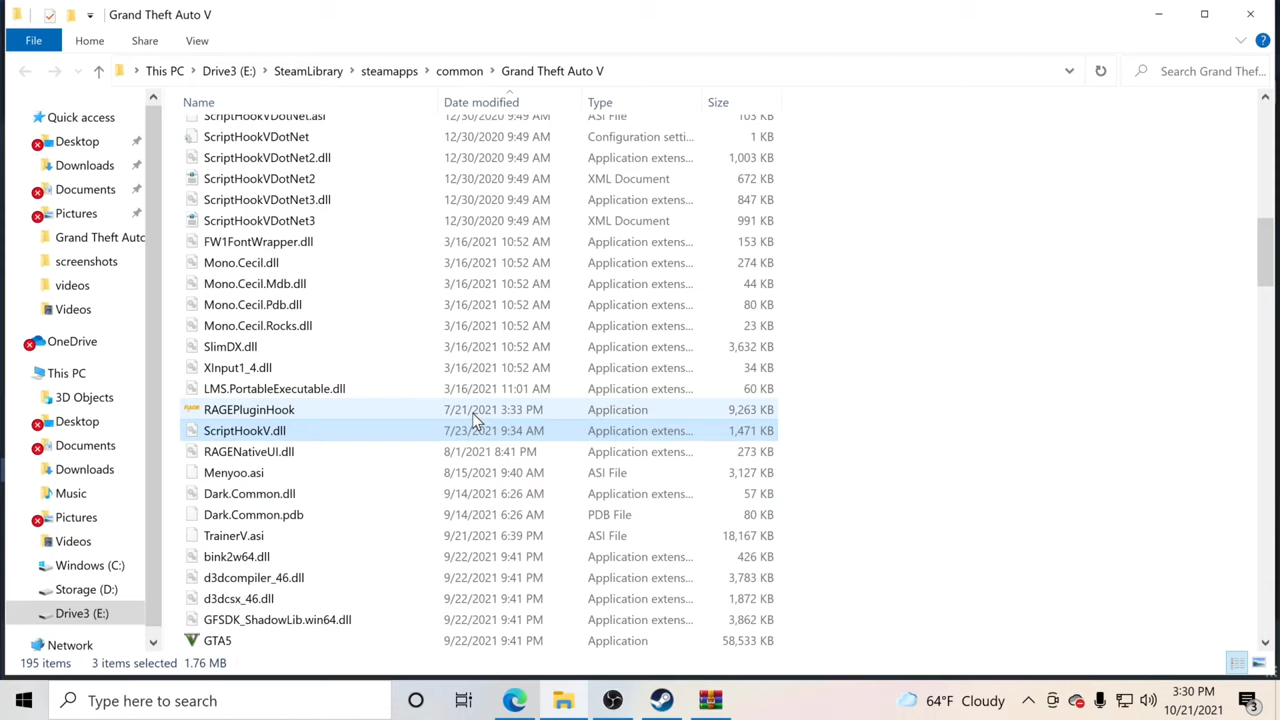 Grand Theft Auto V
File Home Share View
This PC Drive3 (E:) SteamLibrary steamapps common Grand Theft Auto V Search Grand Thef...
Name Date modified Type Size
Quick access
Desktop
Downloads
Documents
Pictures
Grand Theft Auto
screenshots
videos
Videos
OneDrive
This PC
3D Objects
Desktop
Documents
Downloads
Music
Pictures
Videos
Windows (C:)
Storage (D:)
Drive3 (E:)
Network
ScriptHookVDotNet.asi 12/30/2020 9:49 AM ASI File 103 KB
ScriptHookVDotNet 12/30/2020 9:49 AM Configuration setti... 1 KB
ScriptHookVDotNet2.dll 12/30/2020 9:49 AM Application extens... 1,003 KB
ScriptHookVDotNet2 12/30/2020 9:49 AM XML Document 672 KB
ScriptHookVDotNet3.dll 12/30/2020 9:49 AM Application extens... 847 KB
ScriptHookVDotNet3 12/30/2020 9:49 AM XML Document 991 KB
FW1FontWrapper.dll 3/16/2021 10:52 AM Application extens... 153 KB
Mono.Cecil.dll 3/16/2021 10:52 AM Application extens... 274 KB
Mono.Cecil.Mdb.dll 3/16/2021 10:52 AM Application extens... 44 KB
Mono.Cecil.Pdb.dll 3/16/2021 10:52 AM Application extens... 80 KB
Mono.Cecil.Rocks.dll 3/16/2021 10:52 AM Application extens... 23 KB
SlimDX.dll 3/16/2021 10:52 AM Application extens... 3,632 KB
XInput1_4.dll 3/16/2021 10:52 AM Application extens... 34 KB
LMS.PortableExecutable.dll 3/16/2021 11:01 AM Application extens... 60 KB
RAGEPluginHook 7/21/2021 3:33 PM Application 9,263 KB
ScriptHookV.dll 7/23/2021 9:34 AM Application extens... 1,471 KB
RAGENativeUI.dll 8/1/2021 8:41 PM Application extens... 273 KB
Menyoo.asi 8/15/2021 9:40 AM ASI File 3,127 KB
Dark.Common.dll 9/14/2021 6:26 AM Application extens... 57 KB
Dark.Common.pdb 9/14/2021 6:26 AM PDB File 80 KB
TrainerV.asi 9/21/2021 6:39 PM ASI File 18,167 KB
bink2w64.dll 9/22/2021 9:41 PM Application extens... 426 KB
d3dcompiler_46.dll 9/22/2021 9:41 PM Application extens... 3,783 KB
d3dcsx_46.dll 9/22/2021 9:41 PM Application extens... 1,872 KB
GFSDK_ShadowLib.win64.dll 9/22/2021 9:41 PM Application extens... 3,862 KB
GTA5 9/22/2021 9:41 PM Application 58,533 KB
195 items 3 items selected 1.76 MB
Type here to search
64°F Cloudy
3:30 PM
10/21/2021
3